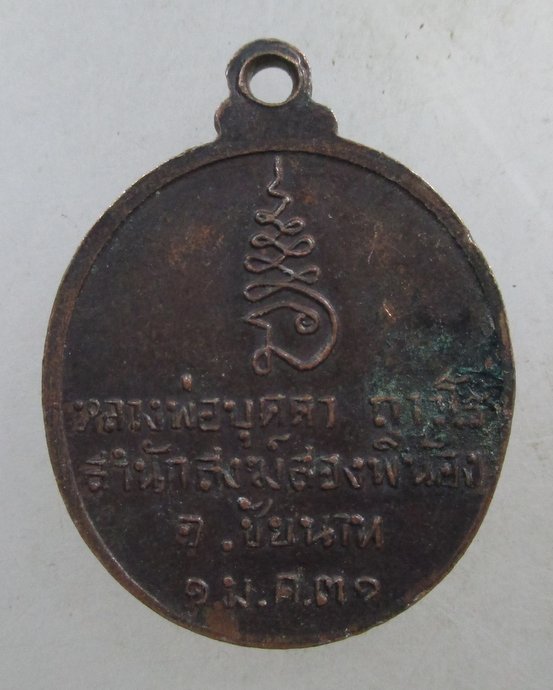 หลวงพ่อบุดดา ถาวโร
สำนักสงฆ์สองพี่น้อง
จ.ชัยนาท
๑ ม.ค.๓๑